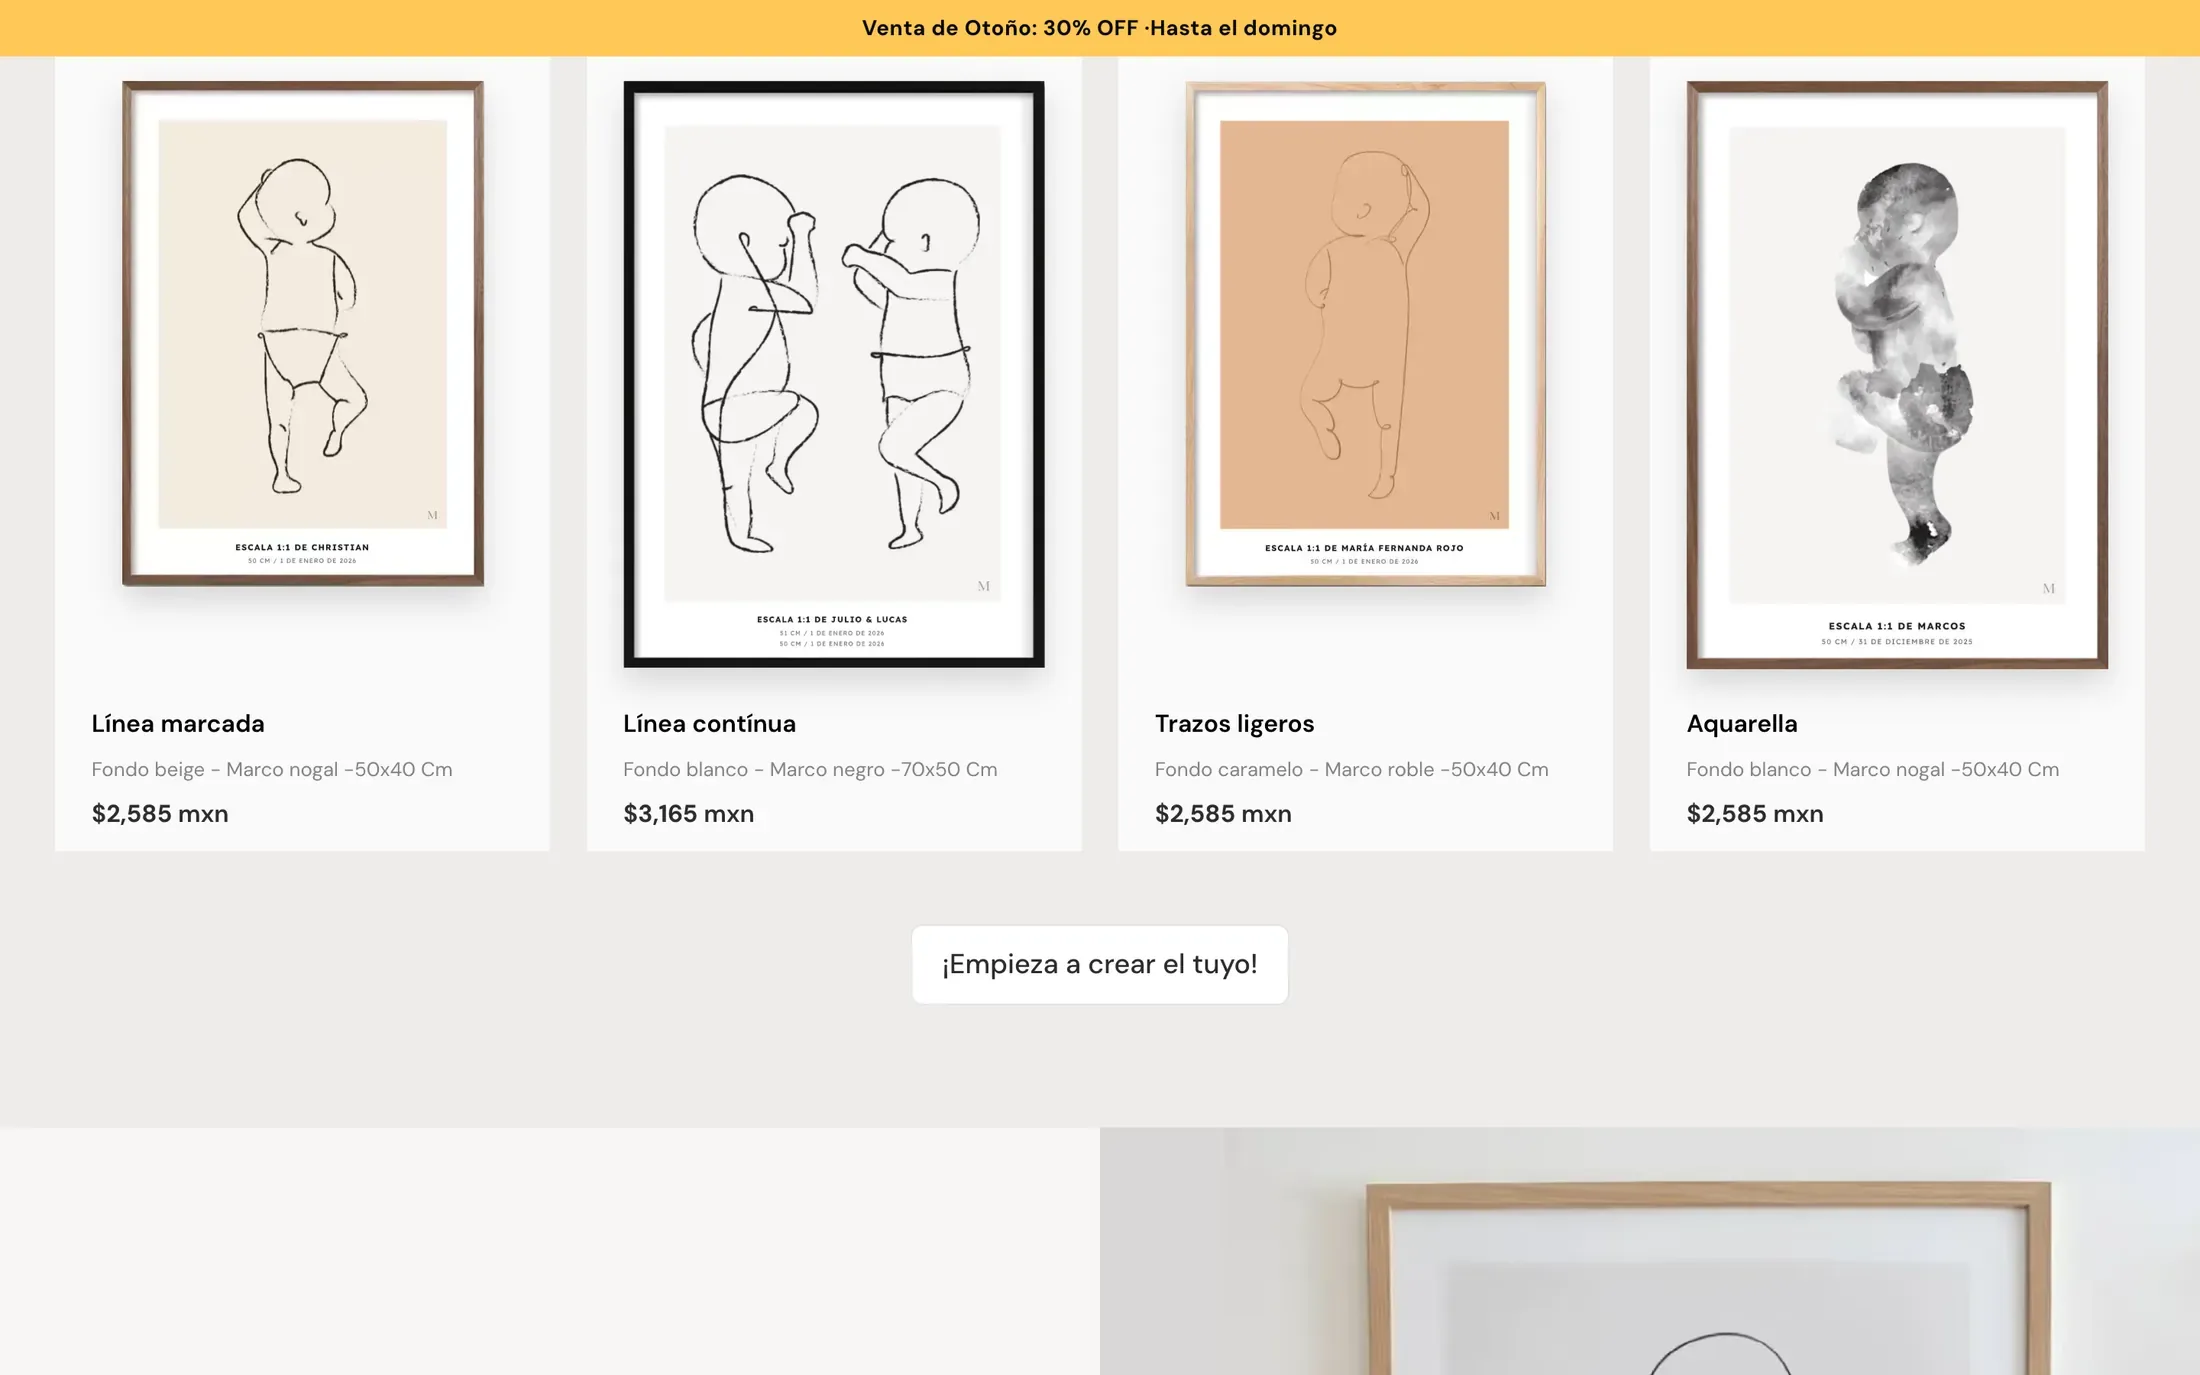 Venta de Otoño: 30% OFF ·Hasta el domingo
M
ESCALA 1:1 DE CHRISTIAN
50 CM / 1 DE ENERO DE 2026
Línea marcada
Fondo beige - Marco nogal -50x40 Cm
$2,585 mxn
M
ESCALA 1:1 DE JULIO & LUCAS
51 CM / 1 DE ENERO DE 2026
50 CM / 1 DE ENERO DE 2026
Línea contínua
Fondo blanco - Marco negro -70x50 Cm
$3,165 mxn
M
ESCALA 1:1 DE MARÍA FERNANDA ROJO
50 CM / 1 DE ENERO DE 2026
Trazos ligeros
Fondo caramelo - Marco roble -50x40 Cm
$2,585 mxn
M
ESCALA 1:1 DE MARCOS
50 CM / 31 DE DICIEMBRE DE 2025
Aquarella
Fondo blanco - Marco nogal -50x40 Cm
$2,585 mxn
¡Empieza a crear el tuyo!